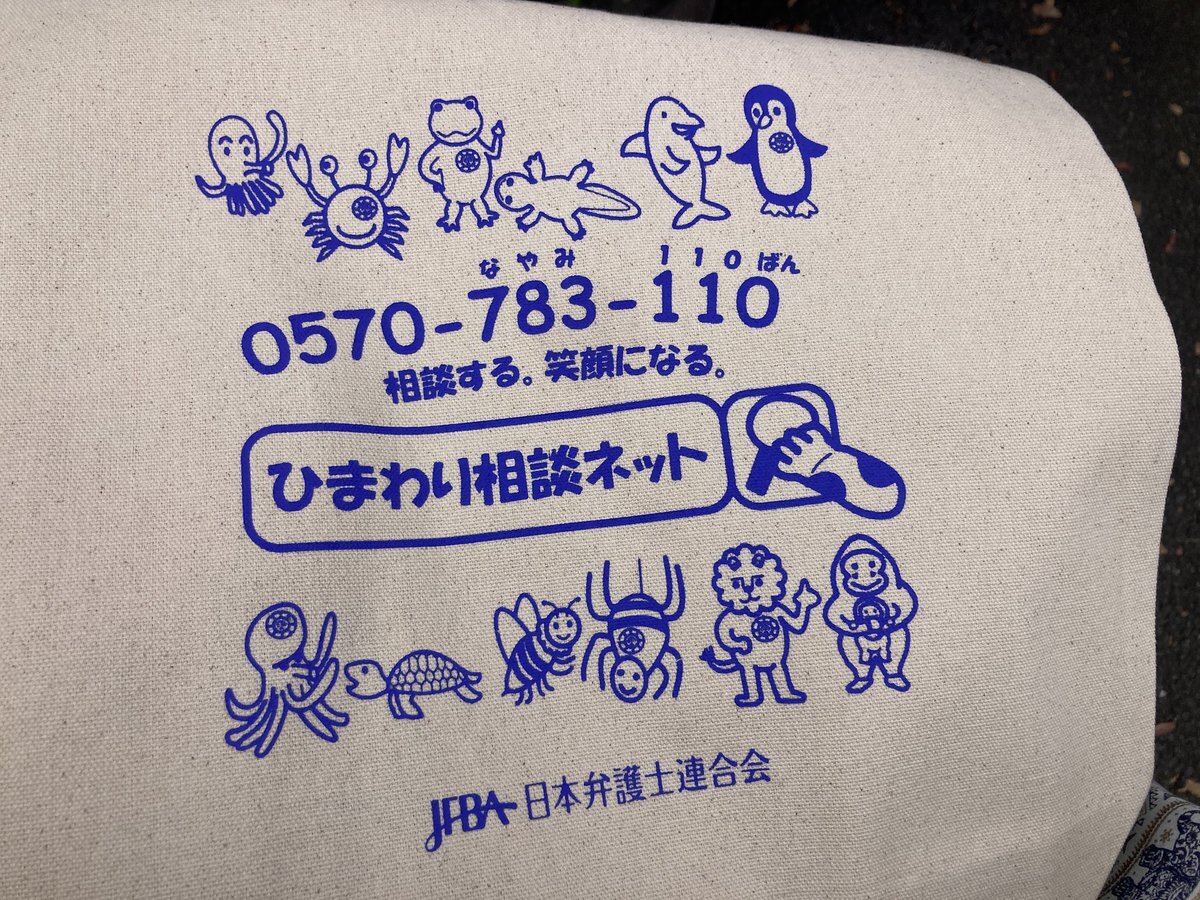 なやみ 110ばん
0570-783-110
相談する。笑顔になる。
ひまわり相談ネット
JFBA 日本弁護士連合会